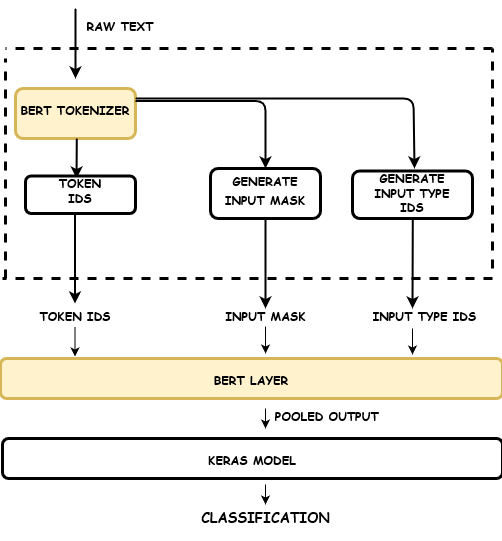 RAW TEXT
BERT TOKENIZER
TOKEN
IDS
GENERATE
INPUT MASK
GENERATE
INPUT TYPE
IDS
TOKEN IDS
INPUT MASK
INPUT TYPE IDS
BERT LAYER
POOLED OUTPUT
KERAS MODEL
CLASSIFICATION